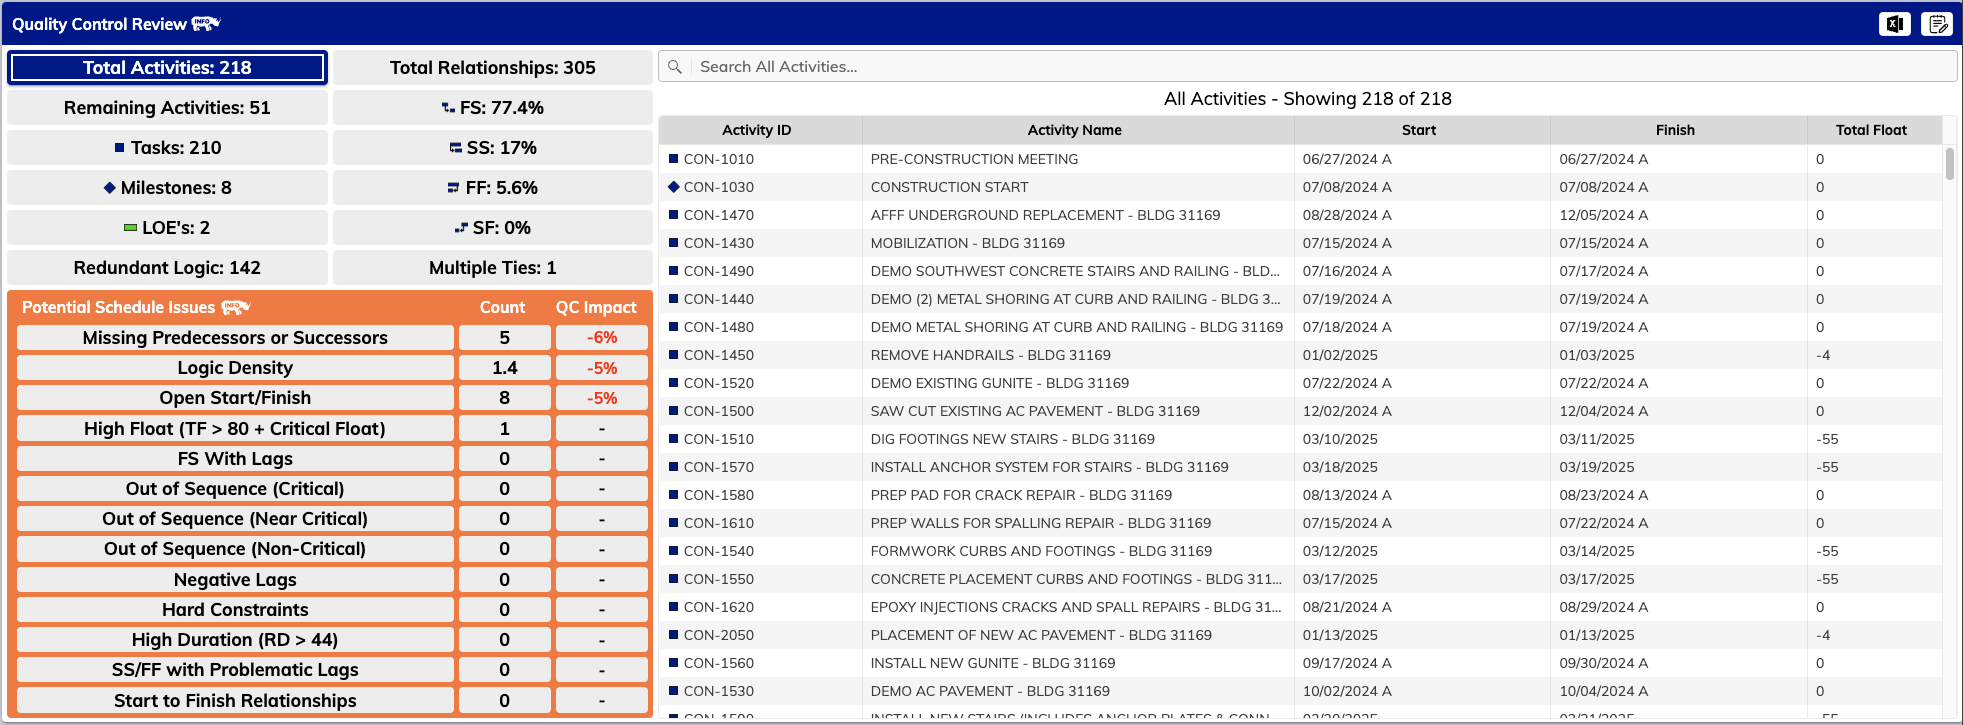 Quality Control Review INFO
Total Activities: 218
Total Relationships: 305
Remaining Activities: 51
FS: 77.4%
Tasks: 210
SS: 17%
Milestones: 8
FF: 5.6%
LOE's: 2
SF: 0%
Redundant Logic: 142
Multiple Ties: 1
Potential Schedule Issues INFO Count QC Impact
Missing Predecessors or Successors 5 -6%
Logic Density 1.4 -5%
Open Start/Finish 8 -5%
High Float (TF > 80 + Critical Float) 1 -
FS With Lags 0 -
Out of Sequence (Critical) 0 -
Out of Sequence (Near Critical) 0 -
Out of Sequence (Non-Critical) 0 -
Negative Lags 0 -
Hard Constraints 0 -
High Duration (RD > 44) 0 -
SS/FF with Problematic Lags 0 -
Start to Finish Relationships 0 -
Search All Activities...
All Activities - Showing 218 of 218
Activity ID Activity Name Start Finish Total Float
CON-1010 PRE-CONSTRUCTION MEETING 06/27/2024 A 06/27/2024 A 0
CON-1030 CONSTRUCTION START 07/08/2024 A 07/08/2024 A 0
CON-1470 AFFF UNDERGROUND REPLACEMENT - BLDG 31169 08/28/2024 A 12/05/2024 A 0
CON-1430 MOBILIZATION - BLDG 31169 07/15/2024 A 07/15/2024 A 0
CON-1490 DEMO SOUTHWEST CONCRETE STAIRS AND RAILING - BLD... 07/16/2024 A 07/17/2024 A 0
CON-1440 DEMO (2) METAL SHORING AT CURB AND RAILING - BLDG 3... 07/19/2024 A 07/19/2024 A 0
CON-1480 DEMO METAL SHORING AT CURB AND RAILING - BLDG 31169 07/18/2024 A 07/19/2024 A 0
CON-1450 REMOVE HANDRAILS - BLDG 31169 01/02/2025 01/03/2025 -4
CON-1520 DEMO EXISTING GUNITE - BLDG 31169 07/22/2024 A 07/22/2024 A 0
CON-1500 SAW CUT EXISTING AC PAVEMENT - BLDG 31169 12/02/2024 A 12/04/2024 A 0
CON-1510 DIG FOOTINGS NEW STAIRS - BLDG 31169 03/10/2025 03/11/2025 -55
CON-1570 INSTALL ANCHOR SYSTEM FOR STAIRS - BLDG 31169 03/18/2025 03/19/2025 -55
CON-1580 PREP PAD FOR CRACK REPAIR - BLDG 31169 08/13/2024 A 08/23/2024 A 0
CON-1610 PREP WALLS FOR SPALLING REPAIR - BLDG 31169 07/15/2024 A 07/22/2024 A 0
CON-1540 FORMWORK CURBS AND FOOTINGS - BLDG 31169 03/12/2025 03/14/2025 -55
CON-1550 CONCRETE PLACEMENT CURBS AND FOOTINGS - BLDG 311... 03/17/2025 03/17/2025 -55
CON-1620 EPOXY INJECTIONS CRACKS AND SPALL REPAIRS - BLDG 31... 08/21/2024 A 08/29/2024 A 0
CON-2050 PLACEMENT OF NEW AC PAVEMENT - BLDG 31169 01/13/2025 01/13/2025 -4
CON-1560 INSTALL NEW GUNITE - BLDG 31169 09/17/2024 A 09/30/2024 A 0
CON-1530 DEMO AC PAVEMENT - BLDG 31169 10/02/2024 A 10/04/2024 A 0